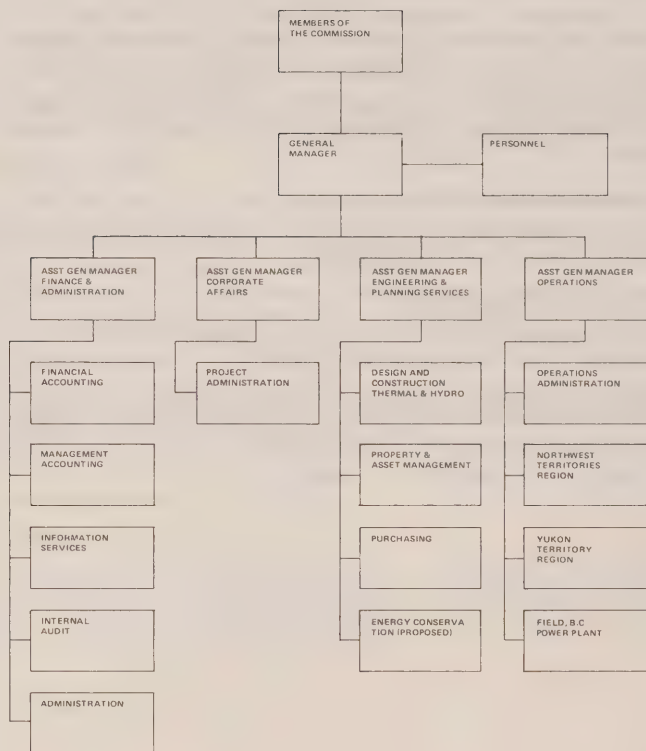 MEMBERS OF
THE COMMISSION
GENERAL
MANAGER
PERSONNEL
ASST GEN MANAGER
FINANCE &
ADMINISTRATION
ASST GEN MANAGER
CORPORATE
AFFAIRS
ASST GEN MANAGER
ENGINEERING &
PLANNING SERVICES
ASST GEN MANAGER
OPERATIONS
FINANCIAL
ACCOUNTING
PROJECT
ADMINISTRATION
DESIGN AND
CONSTRUCTION
THERMAL & HYDRO
OPERATIONS
ADMINISTRATION
MANAGEMENT
ACCOUNTING
PROPERTY &
ASSET MANAGEMENT
NORTHWEST
TERRITORIES
REGION
INFORMATION
SERVICES
PURCHASING
YUKON
TERRITORY
REGION
INTERNAL
AUDIT
ENERGY CONSERVA
TION (PROPOSED)
FIELD, B.C
POWER PLANT
ADMINISTRATION